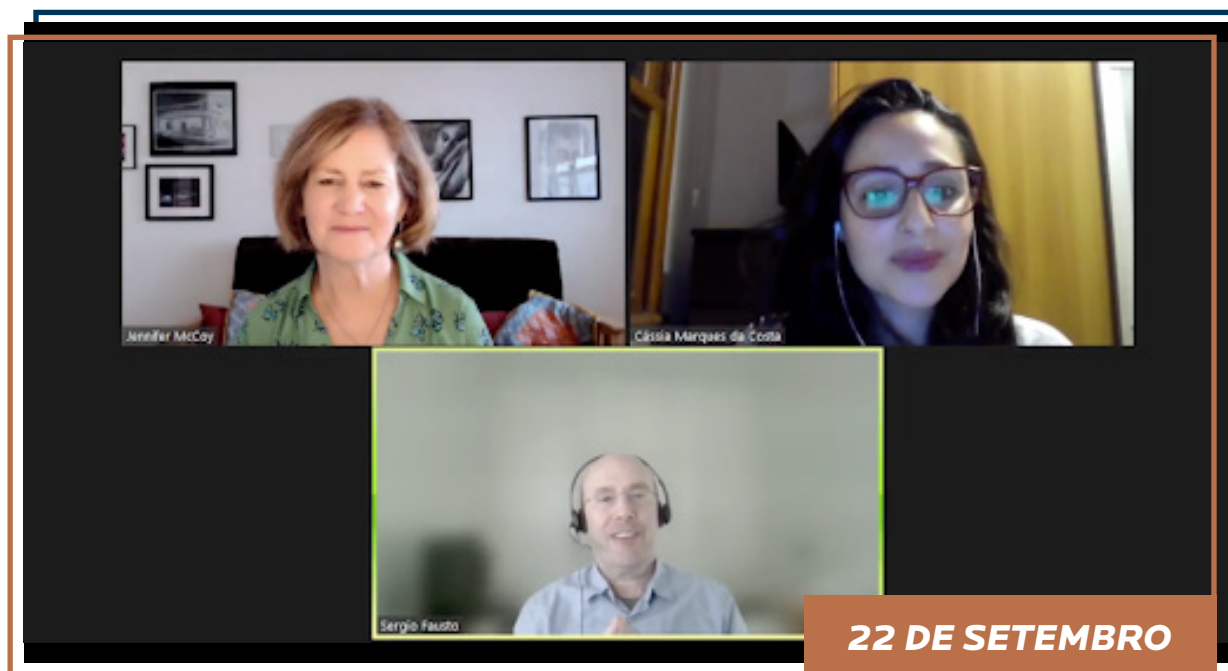 Jennifer McCoy
Cássia Marques da Costa
Sergio Fausto
22 DE SETEMBRO